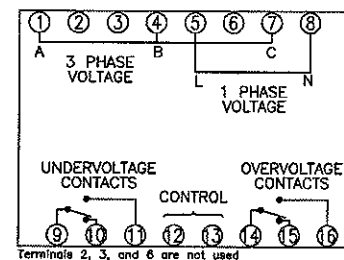 1 2 3 4 5 6 7 8
A B C
3 PHASE
VOLTAGE
L N
1 PHASE
VOLTAGE
UNDERVOLTAGE
CONTACTS
CONTROL
OVERVOLTAGE
CONTACTS
9 10 11 12 13 14 15 16
Terminals 2, 3, and 6 are not used